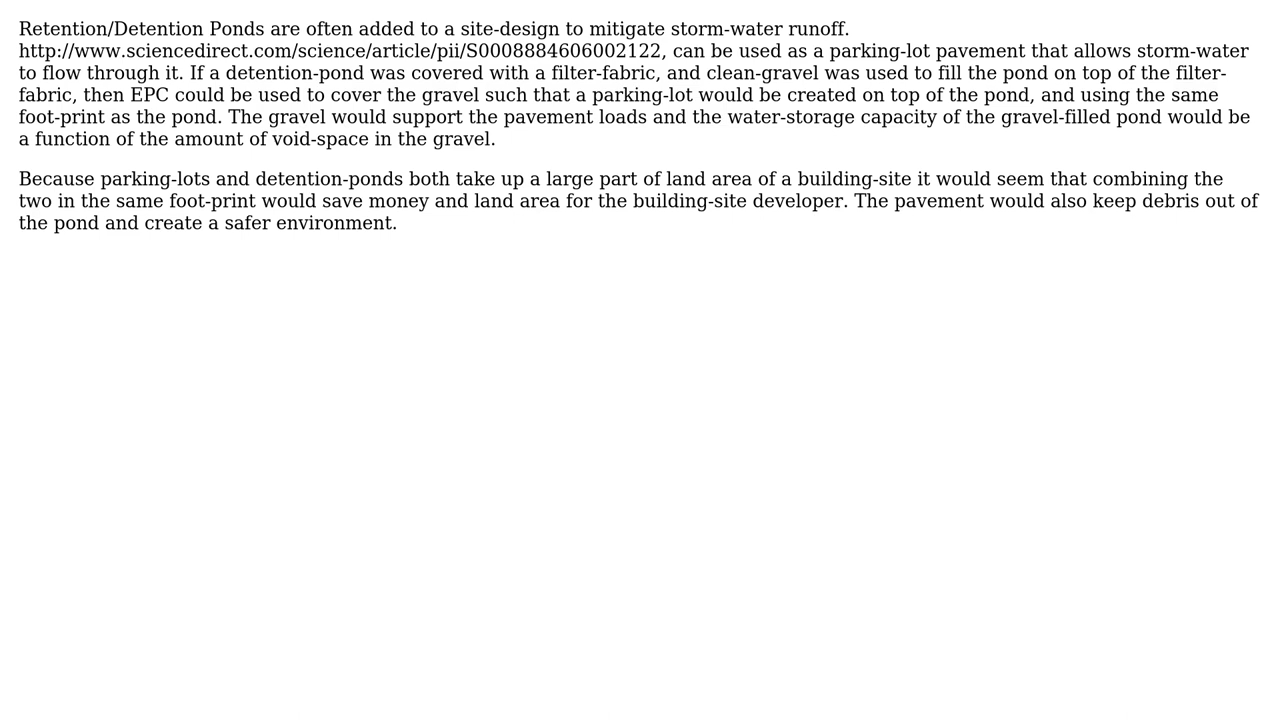 Retention/Detention Ponds are often added to a site-design to mitigate storm-water runoff.
http://www.sciencedirect.com/science/article/pii/S0008884606002122, can be used as a parking-lot pavement that allows storm-water
to flow through it. If a detention-pond was covered with a filter-fabric, and clean-gravel was used to fill the pond on top of the filter-
fabric, then EPC could be used to cover the gravel such that a parking-lot would be created on top of the pond, and using the same
foot-print as the pond. The gravel would support the pavement loads and the water-storage capacity of the gravel-filled pond would be
a function of the amount of void-space in the gravel.
Because parking-lots and detention-ponds both take up a large part of land area of a building-site it would seem that combining the
two in the same foot-print would save money and land area for the building-site developer. The pavement would also keep debris out of
the pond and create a safer environment.